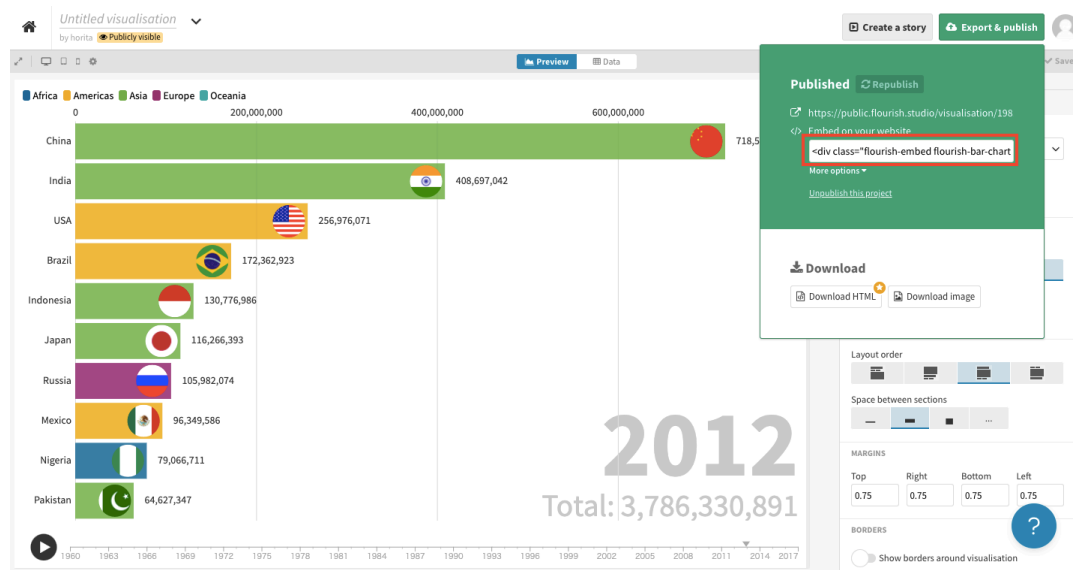 Untitled visualisation
by horita Publicly visible
Create a story
Export & publish
Preview
Data
Save
Published
Republish
https://public.flourish.studio/visualisation/198
</> Embed on your website
<div class="flourish-embed flourish-bar-chart
More options
Unpublish this project
Download
Download HTML
Download image
Africa Americas Asia Europe Oceania
0 200,000,000 400,000,000 600,000,000
China 718,5
India 408,697,042
USA 256,976,071
Brazil 172,362,923
Indonesia 130,776,986
Japan 116,266,393
Russia 105,982,074
Mexico 96,349,586
Nigeria 79,066,711
Pakistan 64,627,347
2012
Total: 3,786,330,891
1960 1963 1966 1969 1972 1975 1978 1981 1984 1987 1990 1993 1996 1999 2002 2005 2008 2011 2014 2017
Layout order
Space between sections
MARGINS
Top Right Bottom Left
0.75 0.75 0.75 0.75
BORDERS
Show borders around visualisation
?